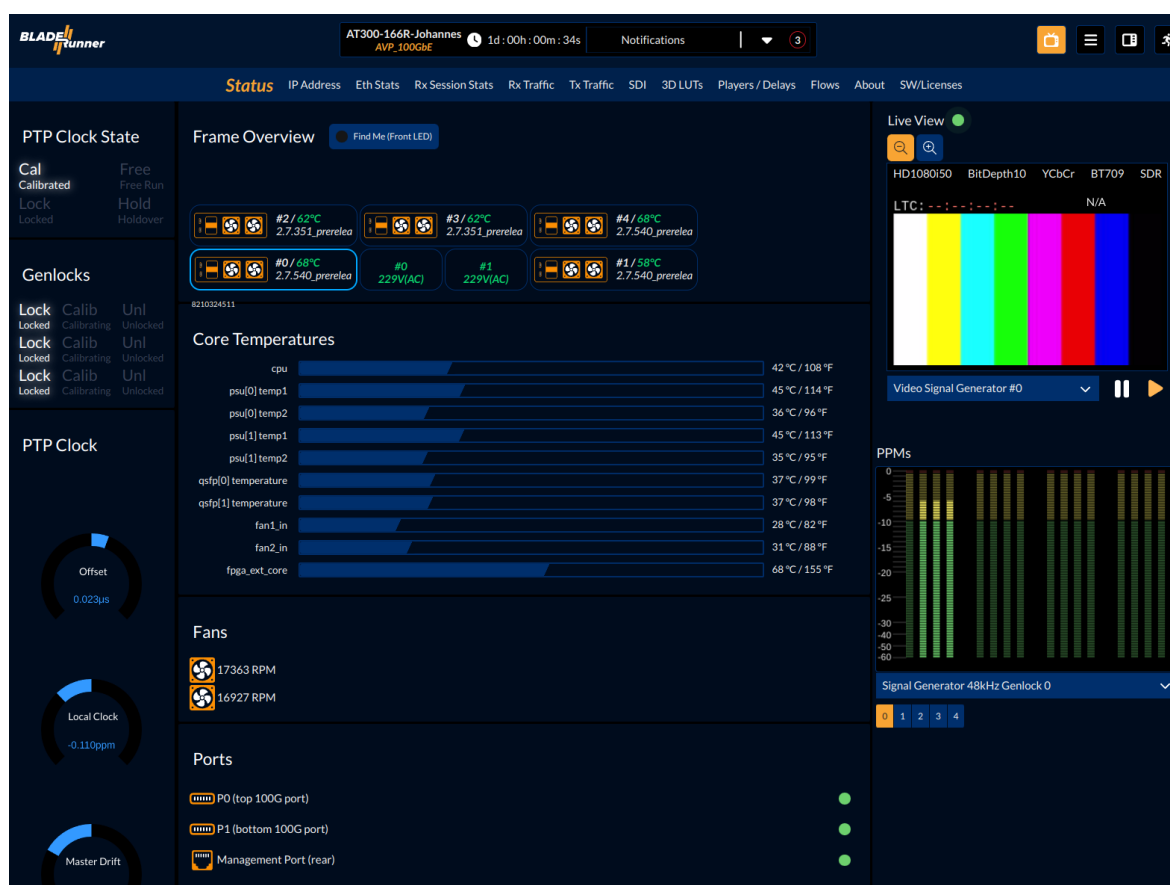 BLADE
runner
AT300-166R-Johannes
AVP_100GbE
1d : 00h : 00m : 34s
Notifications
3
Status
IP Address
Eth Stats
Rx Session Stats
Rx Traffic
Tx Traffic
SDI
3D LUTs
Players / Delays
Flows
About
SW/Licenses
PTP Clock State
Cal
Calibrated
Free
Free Run
Lock
Locked
Hold
Holdover
Genlocks
Lock Calib Unl
Locked Calibrating Unlocked
Lock Calib Unl
Locked Calibrating Unlocked
Lock Calib Unl
Locked Calibrating Unlocked
PTP Clock
Offset
0.023µs
Local Clock
-0.110ppm
Master Drift
Frame Overview
Find Me (Front LED)
#2 / 62°C
2.7.351_prerelea
#3 / 62°C
2.7.351_prerelea
#4 / 68°C
2.7.540_prerelea
#0 / 68°C
2.7.540_prerelea
#0
229V(AC)
#1
229V(AC)
#1 / 58°C
2.7.540_prerelea
8210324511
Core Temperatures
cpu 42 °C / 108 °F
psu[0] temp1 45 °C / 114 °F
psu[0] temp2 36 °C / 96 °F
psu[1] temp1 45 °C / 113 °F
psu[1] temp2 35 °C / 95 °F
qsfp[0] temperature 37 °C / 99 °F
qsfp[1] temperature 37 °C / 98 °F
fan1_in 28 °C / 82 °F
fan2_in 31 °C / 88 °F
fpga_ext_core 68 °C / 155 °F
Fans
17363 RPM
16927 RPM
Ports
P0 (top 100G port)
P1 (bottom 100G port)
Management Port (rear)
Live View
HD1080i50 BitDepth10 YCbCr BT709 SDR
LTC: --:--:--:-- N/A
Video Signal Generator #0
PPMs
0
-5
-10
-15
-20
-25
-30
-40
-50
-60
Signal Generator 48kHz Genlock 0
0 1 2 3 4